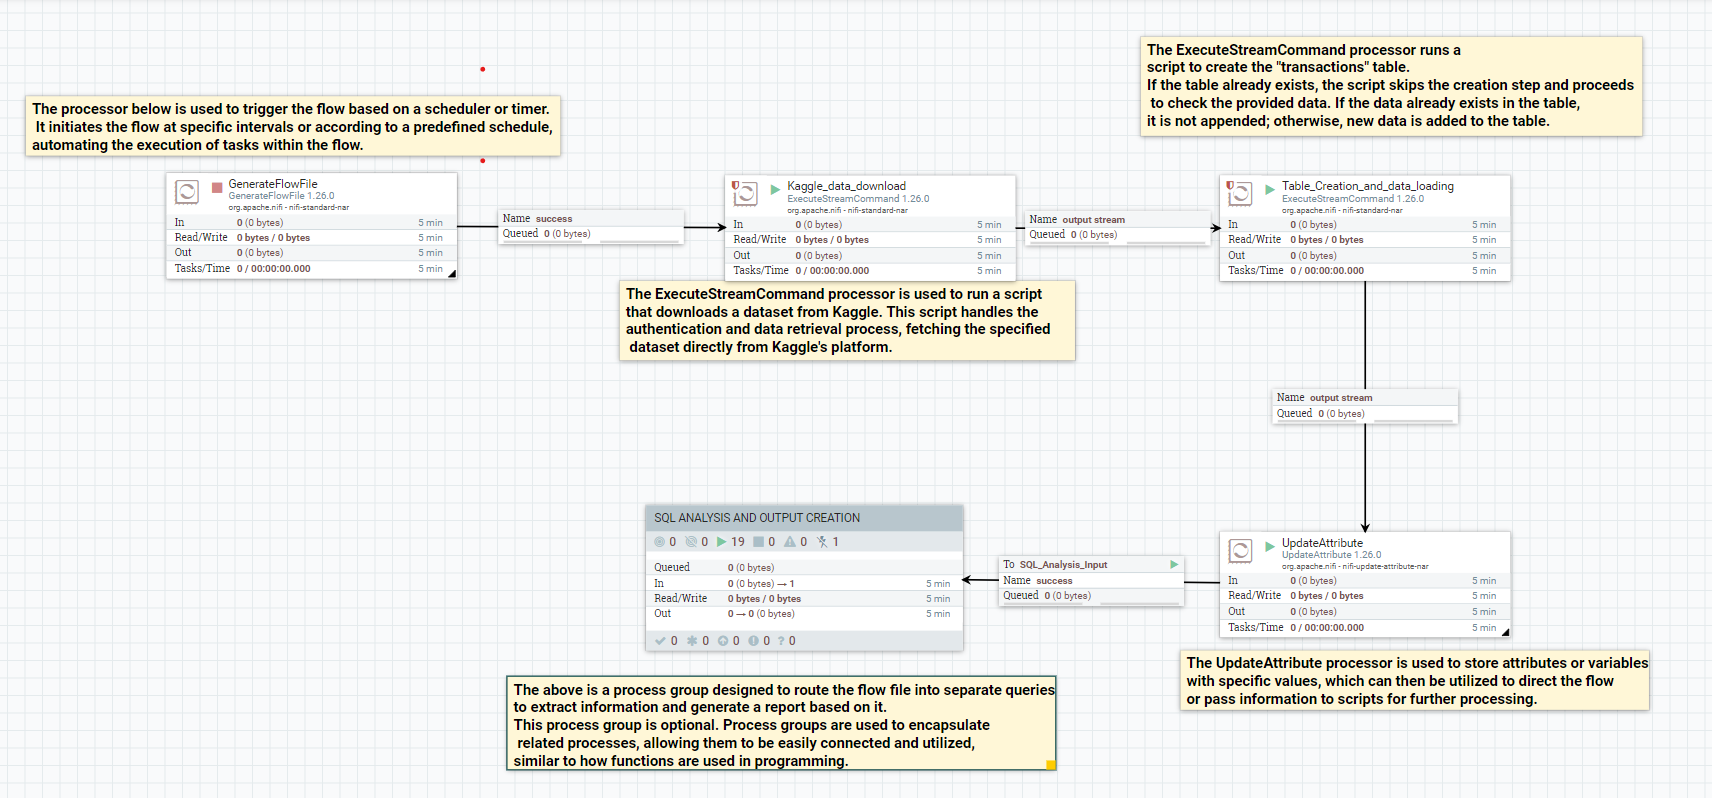 The ExecuteStreamCommand processor runs a
script to create the "transactions" table.
If the table already exists, the script skips the creation step and proceeds
to check the provided data. If the data already exists in the table,
it is not appended; otherwise, new data is added to the table.
The processor below is used to trigger the flow based on a scheduler or timer.
It initiates the flow at specific intervals or according to a predefined schedule,
automating the execution of tasks within the flow.
GenerateFlowFile
GenerateFlowFile 1.26.0
org.apache.nifi - nifi-standard-nar
In 0 (0 bytes) 5 min
Read/Write 0 bytes / 0 bytes 5 min
Out 0 (0 bytes) 5 min
Tasks/Time 0 / 00:00:00.000 5 min
Name success
Queued 0 (0 bytes)
Kaggle_data_download
ExecuteStreamCommand 1.26.0
org.apache.nifi - nifi-standard-nar
In 0 (0 bytes) 5 min
Read/Write 0 bytes / 0 bytes 5 min
Out 0 (0 bytes) 5 min
Tasks/Time 0 / 00:00:00.000 5 min
Name output stream
Queued 0 (0 bytes)
Table_Creation_and_data_loading
ExecuteStreamCommand 1.26.0
org.apache.nifi - nifi-standard-nar
In 0 (0 bytes) 5 min
Read/Write 0 bytes / 0 bytes 5 min
Out 0 (0 bytes) 5 min
Tasks/Time 0 / 00:00:00.000 5 min
The ExecuteStreamCommand processor is used to run a script
that downloads a dataset from Kaggle. This script handles the
authentication and data retrieval process, fetching the specified
dataset directly from Kaggle's platform.
Name output stream
Queued 0 (0 bytes)
SQL ANALYSIS AND OUTPUT CREATION
0 0 19 0 0 1
Queued 0 (0 bytes)
In 0 (0 bytes) → 1 5 min
Read/Write 0 bytes / 0 bytes 5 min
Out 0 → 0 (0 bytes) 5 min
0 0 0 0 ? 0
To SQL_Analysis_Input
Name success
Queued 0 (0 bytes)
UpdateAttribute
UpdateAttribute 1.26.0
org.apache.nifi - nifi-update-attribute-nar
In 0 (0 bytes) 5 min
Read/Write 0 bytes / 0 bytes 5 min
Out 0 (0 bytes) 5 min
Tasks/Time 0 / 00:00:00.000 5 min
The UpdateAttribute processor is used to store attributes or variables
with specific values, which can then be utilized to direct the flow
or pass information to scripts for further processing.
The above is a process group designed to route the flow file into separate queries
to extract information and generate a report based on it.
This process group is optional. Process groups are used to encapsulate
related processes, allowing them to be easily connected and utilized,
similar to how functions are used in programming.